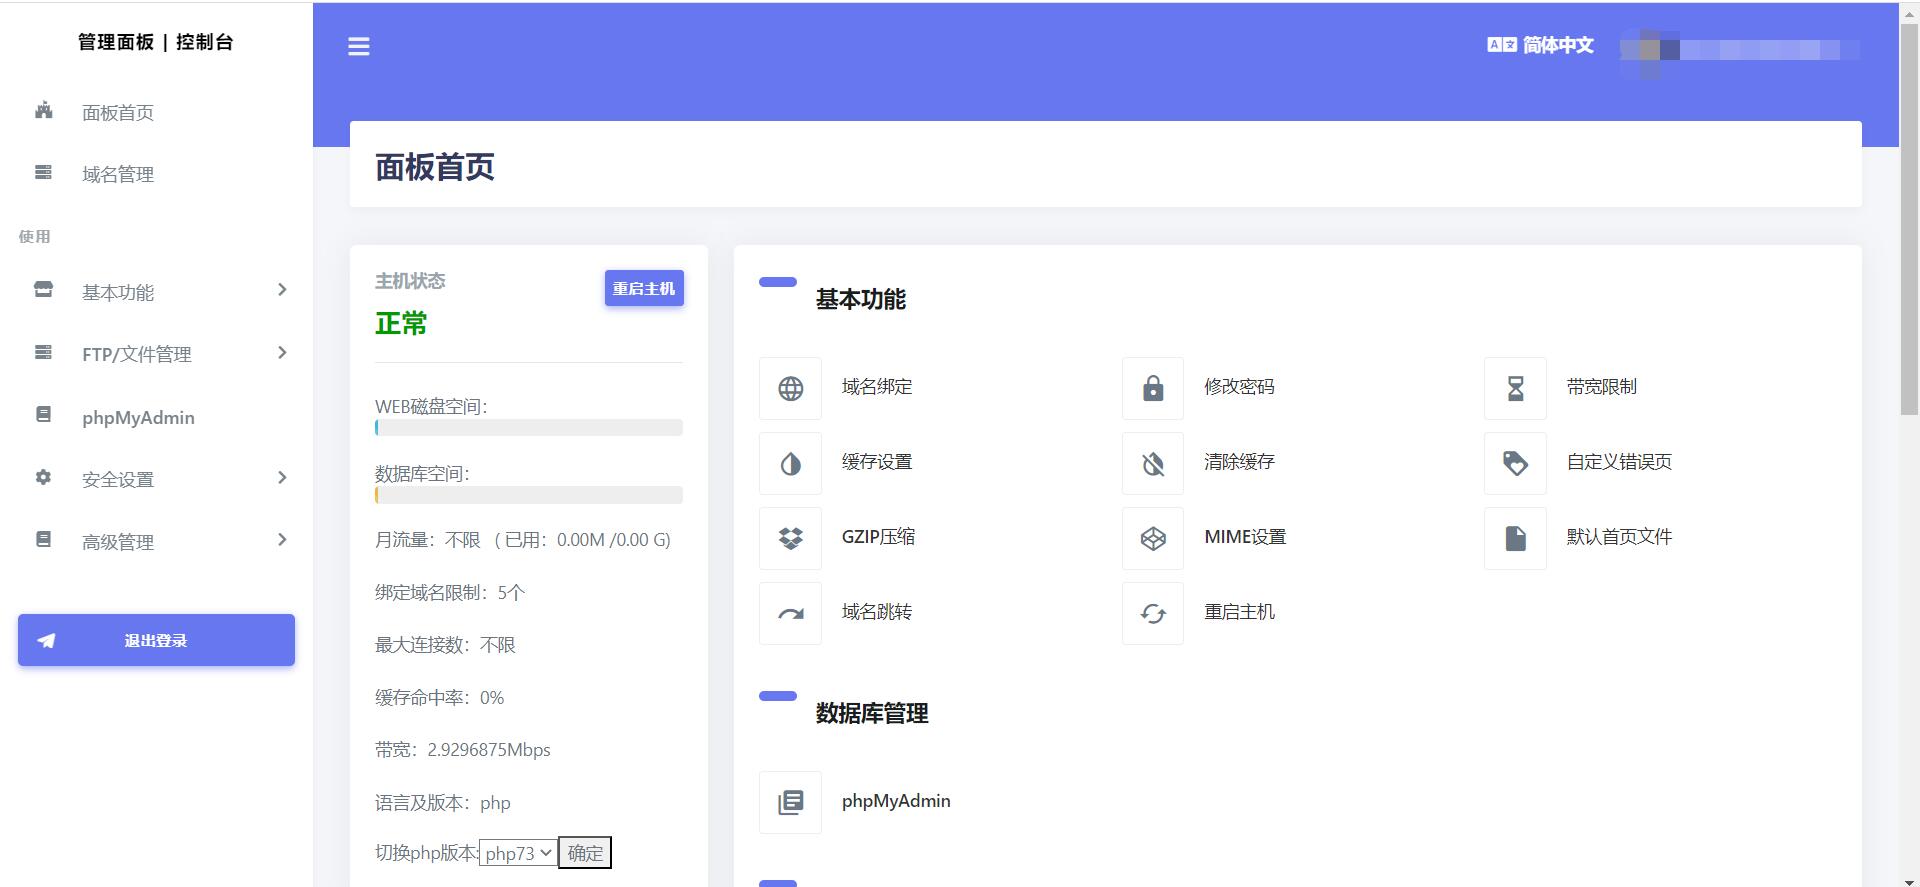 管理面板 | 控制台
面板首页
域名管理
使用
基本功能
FTP/文件管理
phpMyAdmin
安全设置
高级管理
退出登录
简体中文
面板首页
主机状态
重启主机
正常
WEB磁盘空间：
数据库空间：
月流量：不限 （ 已用：0.00M /0.00 G)
绑定域名限制：5个
最大连接数：不限
缓存命中率：0%
带宽：2.9296875Mbps
语言及版本：php
切换php版本: php73 确定
基本功能
域名绑定
修改密码
带宽限制
缓存设置
清除缓存
自定义错误页
GZIP压缩
MIME设置
默认首页文件
域名跳转
重启主机
数据库管理
phpMyAdmin